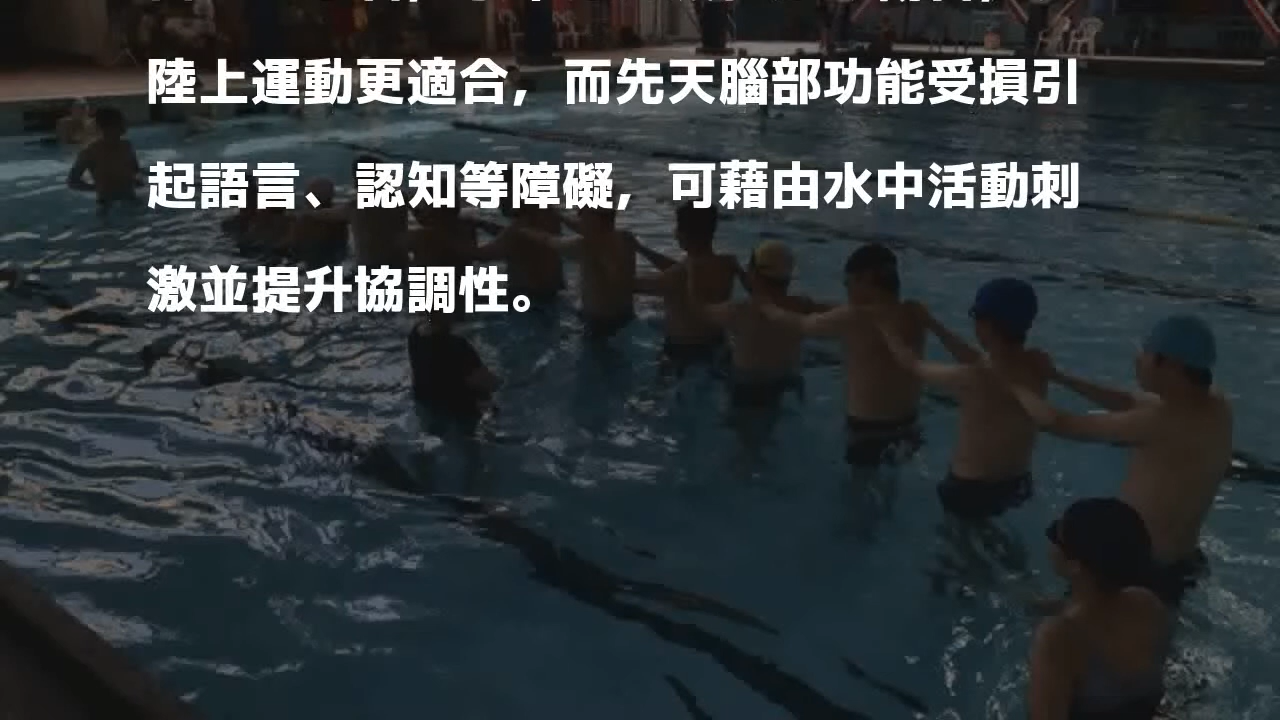 陸上運動更適合，而先天腦部功能受損引
起語言、認知等障礙，可藉由水中活動刺
激並提升協調性。